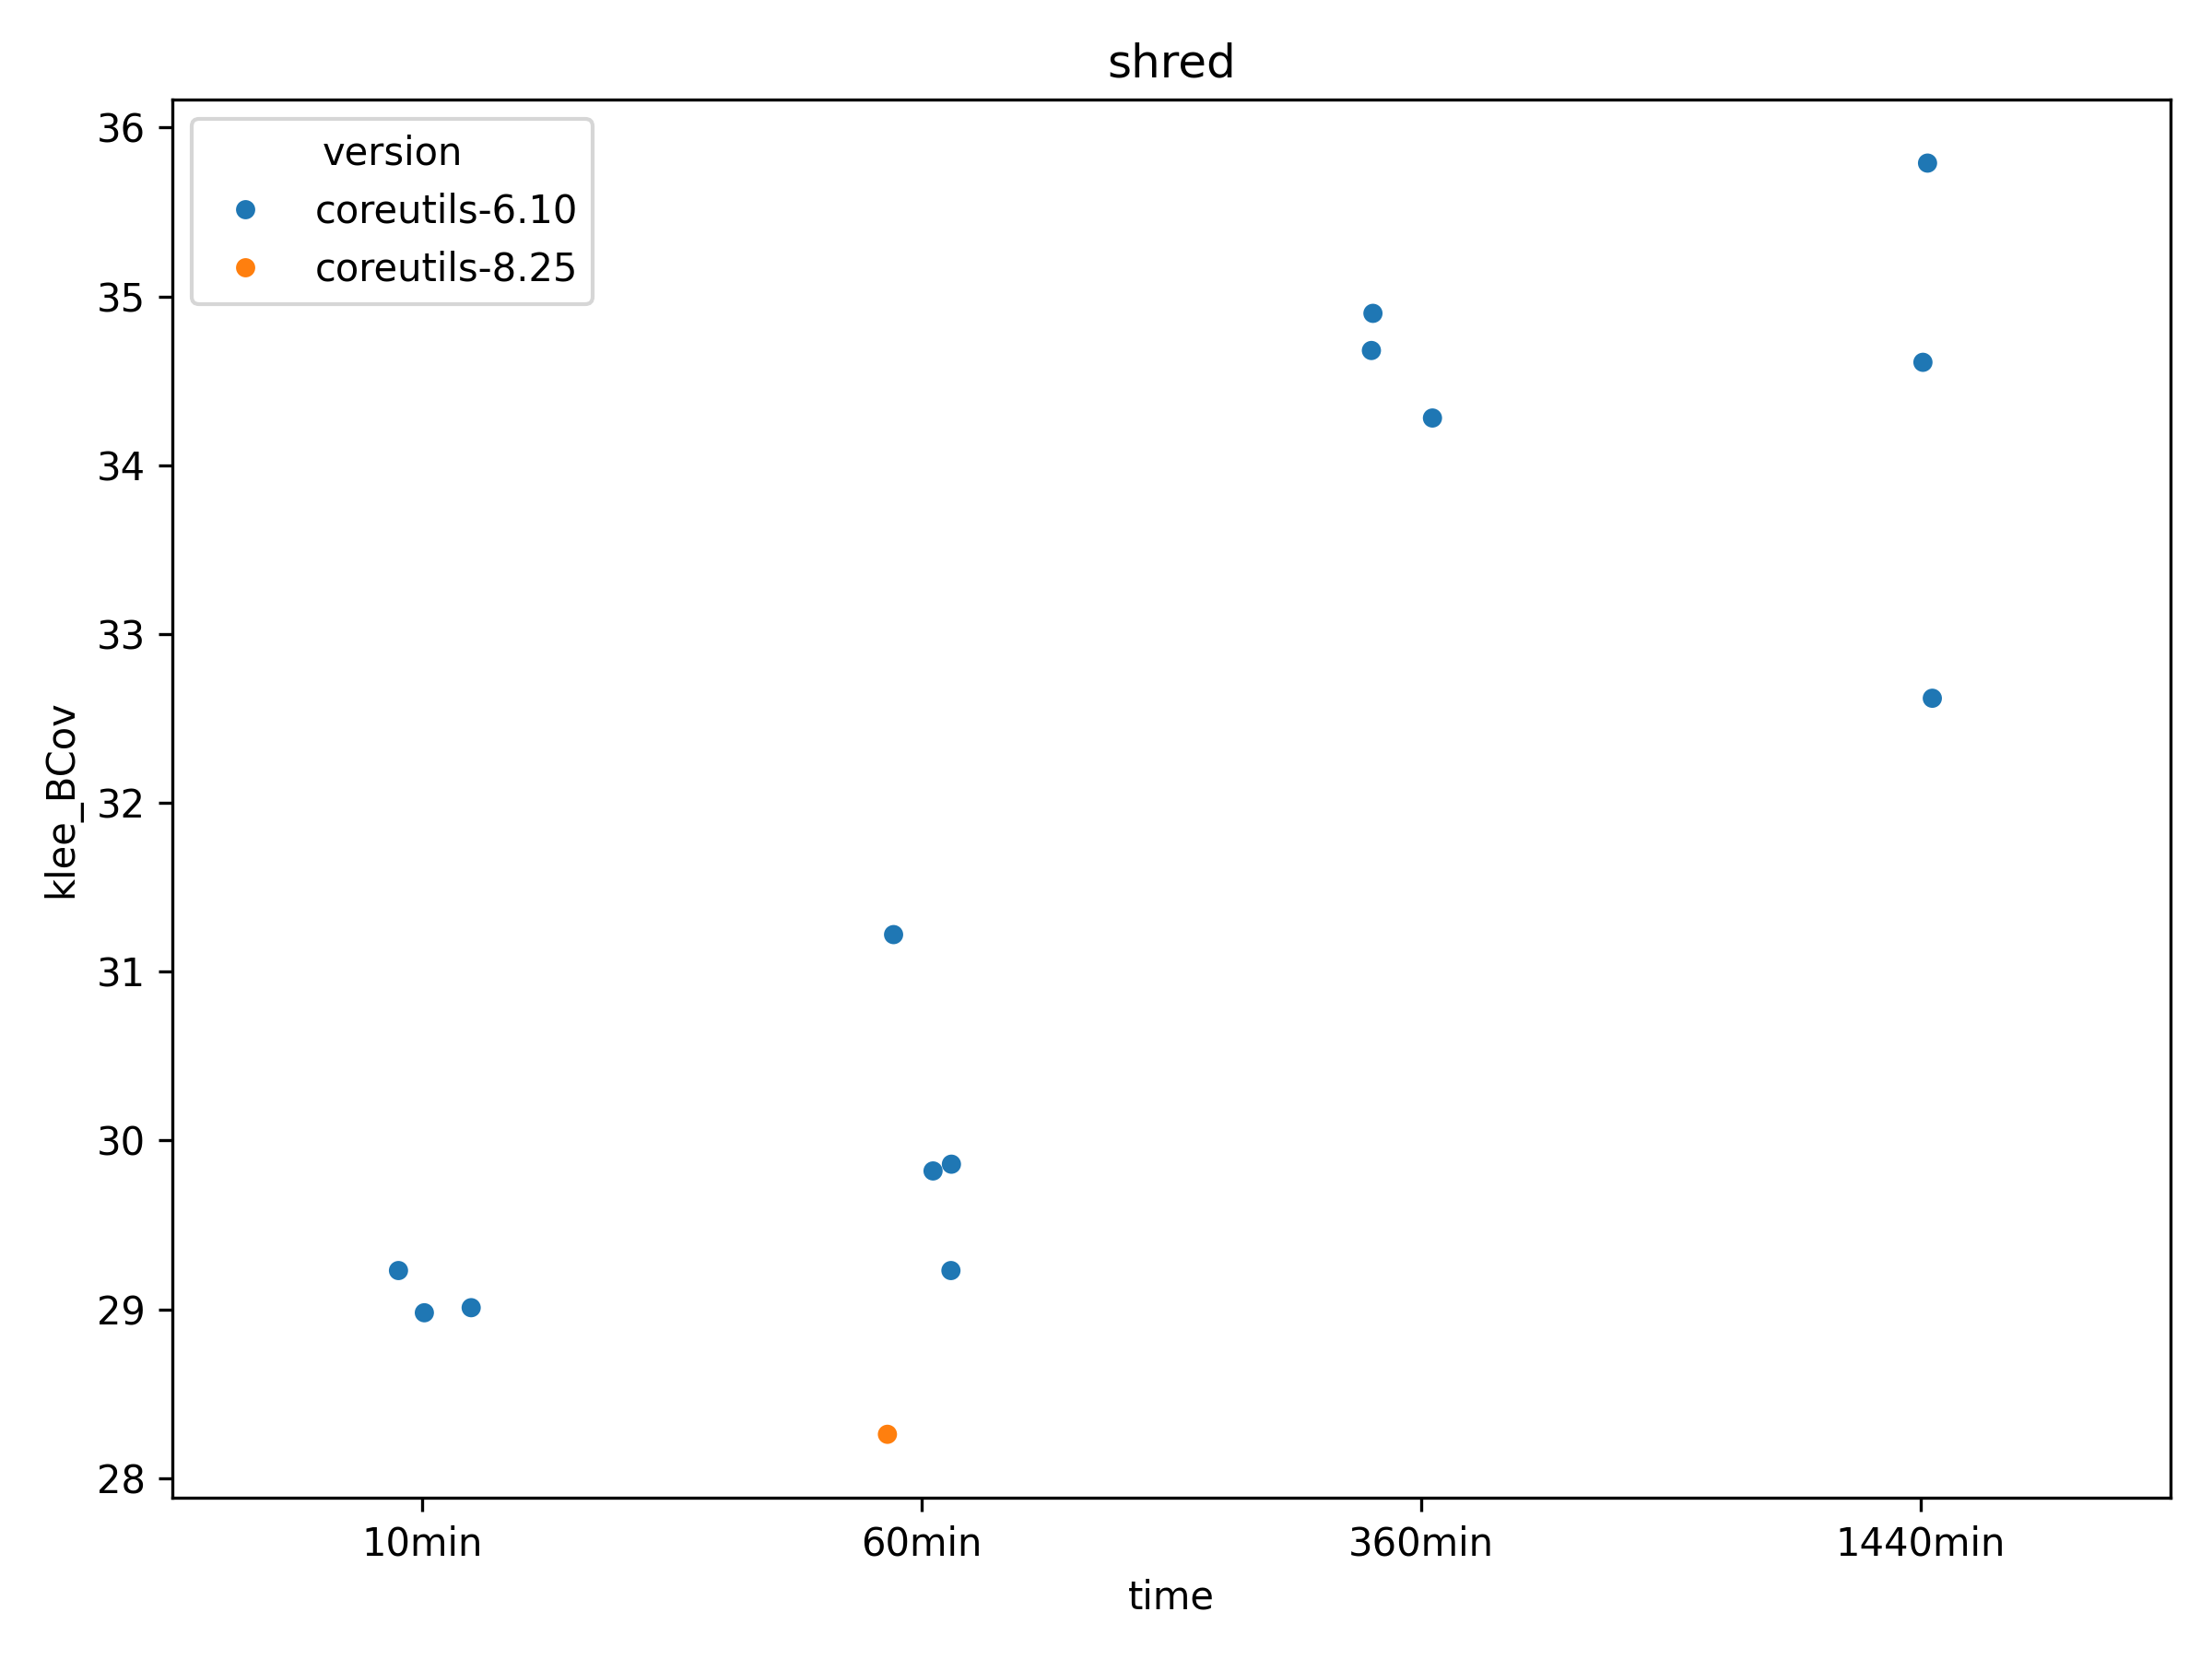 shred
version
coreutils-6.10
coreutils-8.25
36
35
34
33
32
31
30
29
28
klee_BCov
10min 60min 360min 1440min
time